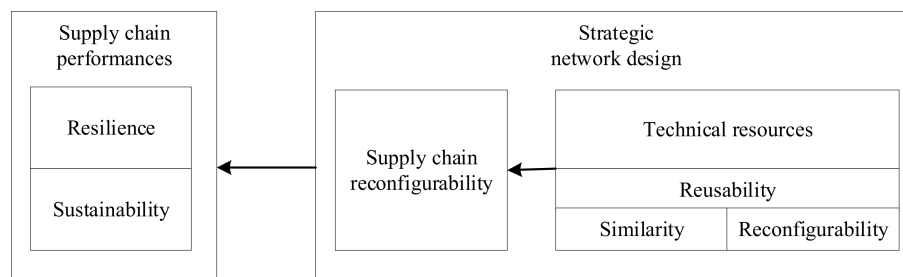 Supply chain
performances
Resilience
Sustainability
Strategic
network design
Supply chain
reconfigurability
Technical resources
Reusability
Similarity
Reconfigurability